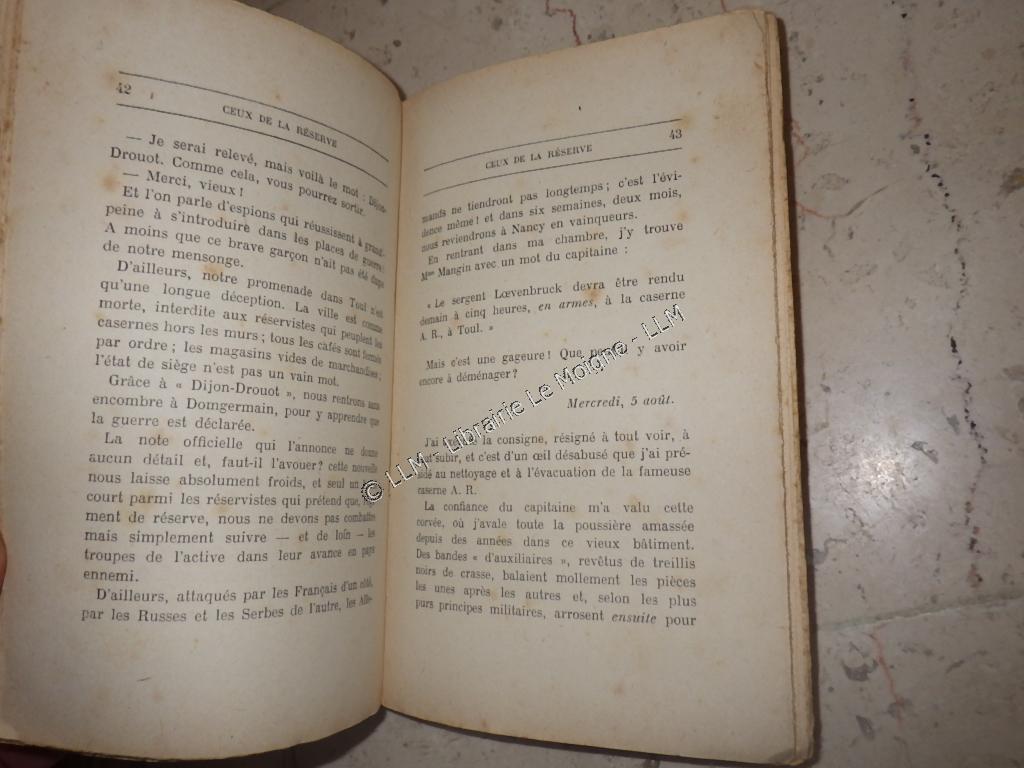 42
CEUX DE LA RÉSERVE
— Je serai relevé, mais voilà le mot : Dijon-
Drouot. Comme cela, vous pourrez sortir.
— Merci, vieux !
Et l'on parle d'espions qui réussissent à grand-
peine à s'introduire dans les places de guerre !
A moins que ce brave garçon n'ait pas été dupe
de notre mensonge.
D'ailleurs, notre promenade dans Toul n'est
qu'une longue déception. La ville est comme
morte, interdite aux réservistes qui peuplent les
casernes hors les murs ; tous les cafés sont fermés
par ordre ; les magasins vides de marchandises ;
l'état de siège n'est pas un vain mot.
Grâce à « Dijon-Drouot », nous rentrons sans
encombre à Domgermain, pour y apprendre que
la guerre est déclarée.
La note officielle qui l'annonce ne donne
aucun détail et, faut-il l'avouer ? cette nouvelle
nous laisse absolument froids, et seul un
court parmi les réservistes qui prétend que,
ment de réserve, nous ne devons pas combattre
mais simplement suivre — et de loin — les
troupes de l'active dans leur avance en pays
ennemi.
D'ailleurs, attaqués par les Français d'un côté,
par les Russes et les Serbes de l'autre, les Alle-
43
CEUX DE LA RÉSERVE
mands ne tiendront pas longtemps ; c'est l'évi-
dence même ! et dans six semaines, deux mois,
nous reviendrons à Nancy en vainqueurs.
En rentrant dans ma chambre, j'y trouve
Mme Mangin avec un mot du capitaine :
« Le sergent Lœvenbruck devra être rendu
demain à cinq heures, en armes, à la caserne
A. R., à Toul. »
Mais c'est une gageure ! Que y avoir
encore à déménager ?
Mercredi, 5 août.
J'ai la consigne, résigné à tout voir, à
tout subir, et c'est d'un œil désabusé que j'ai pré-
sidé au nettoyage et à l'évacuation de la fameuse
caserne A. R.
La confiance du capitaine m'a valu cette
corvée, où j'avale toute la poussière amassée
depuis des années dans ce vieux bâtiment.
Des bandes « d'auxiliaires », revêtus de treillis
noirs de crasse, balaient mollement les pièces
les unes après les autres et, selon les plus
purs principes militaires, arrosent ensuite pour
© LLM - Librairie Le Moigne - LLM